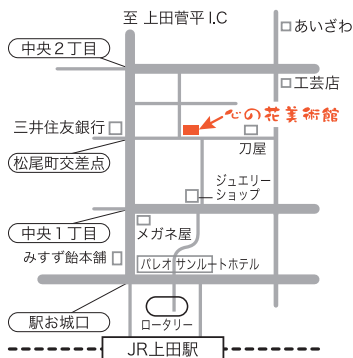 至 上田菅平 I.C
あいざわ
中央2丁目
工芸店
心の花美術館
三井住友銀行
刀屋
松尾町交差点
ジュエリー
ショップ
中央1丁目
メガネ屋
みすず飴本舗
パレオ サンルートホテル
駅お城口
ロータリー
JR上田駅